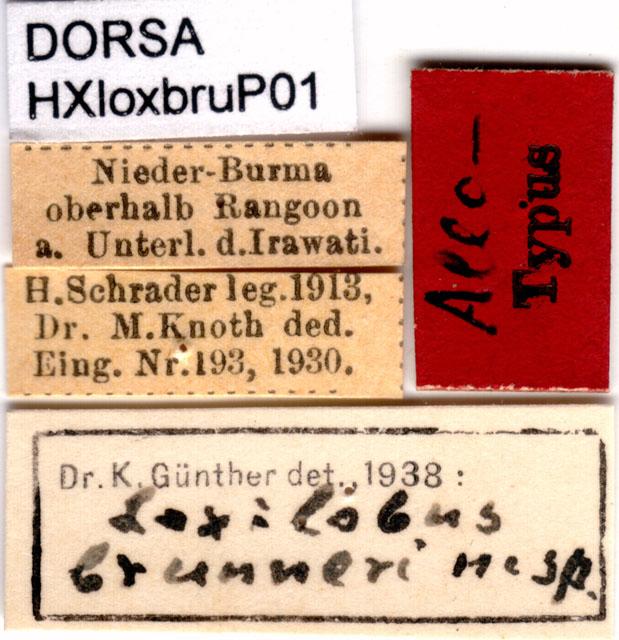 DORSA
HXloxbruP01
Nieder-Burma
oberhalb Rangoon
a. Unterl. d.Irawati.
H.Schrader leg.1913,
Dr. M.Knoth ded.
Eing. Nr.193, 1930.
Allo-
Typus
Dr. K. Günther det., 1938 :
Loxilobus
brunneri n. sp.